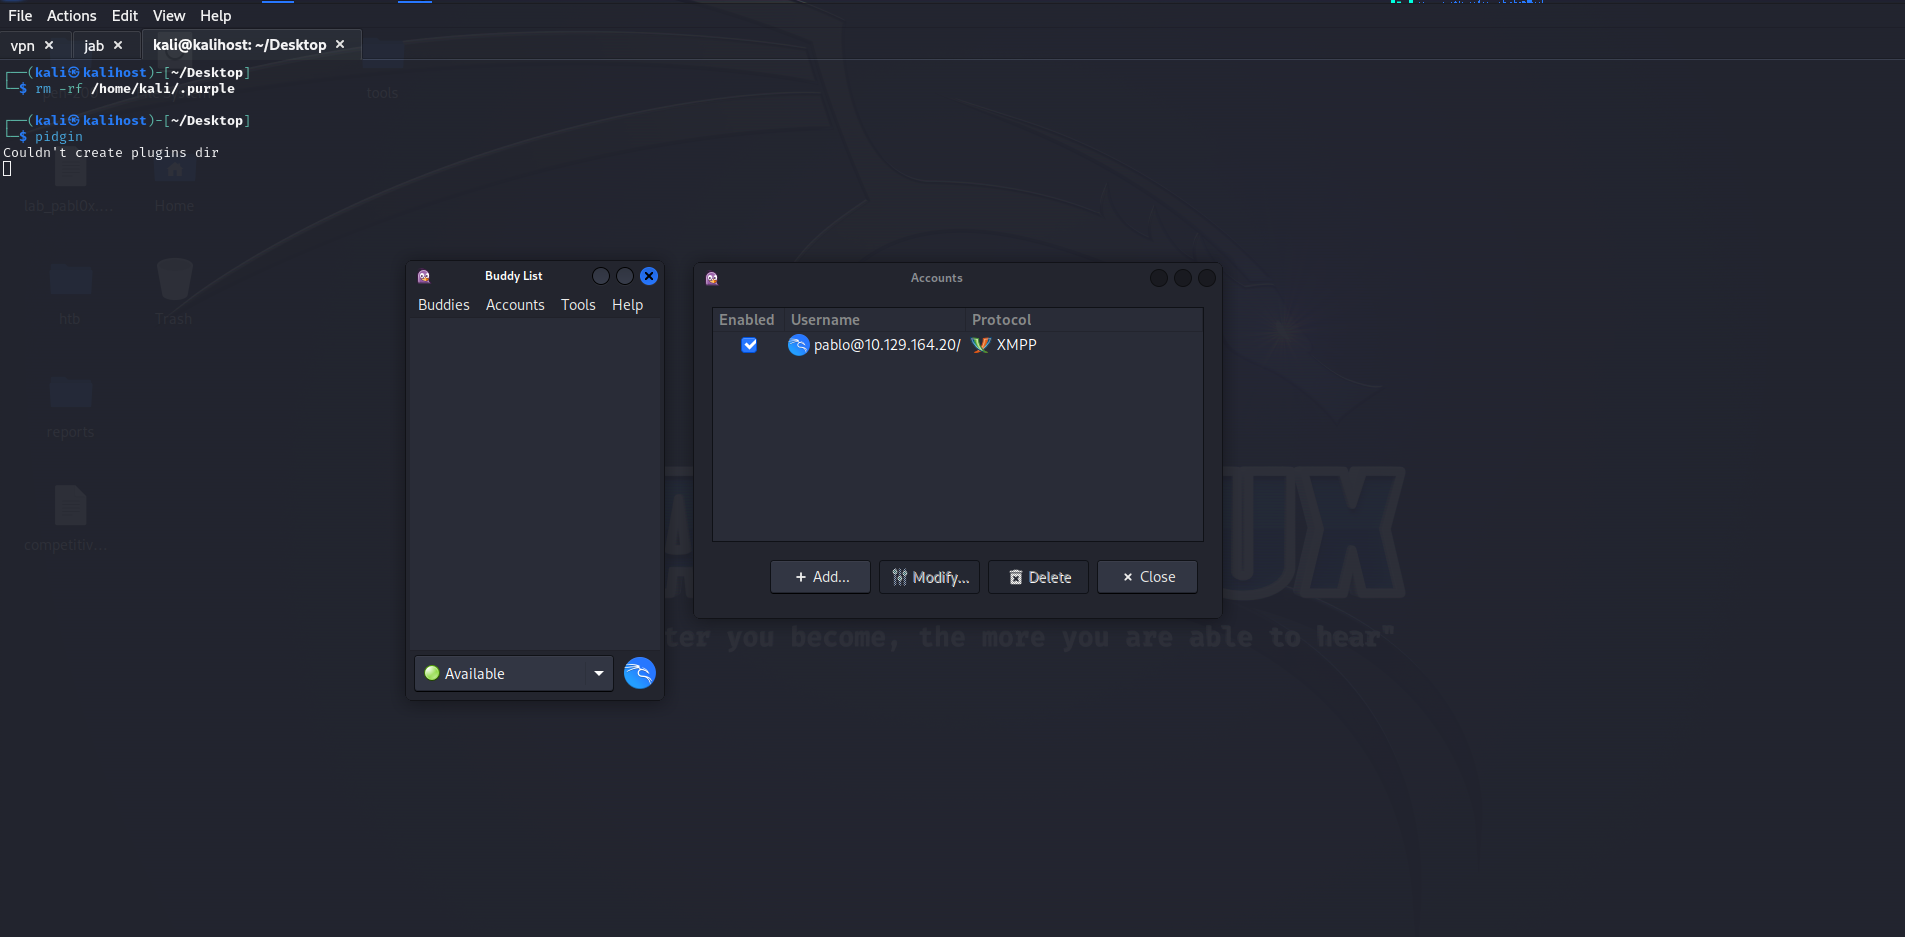 File Actions Edit View Help
vpn × jab × kali@kalihost: ~/Desktop ×
┌──(kali㉿kalihost)-[~/Desktop]
└─$ rm -rf /home/kali/.purple
tools
┌──(kali㉿kalihost)-[~/Desktop]
└─$ pidgin
Couldn't create plugins dir
lab_pabl0x.... Home
htb Trash
reports
competitiv...
Buddy List
Buddies Accounts Tools Help
Available
Accounts
Enabled Username Protocol
pablo@10.129.164.20/ XMPP
+ Add... Modify... Delete × Close
UX
ter you become, the more you are able to hear"